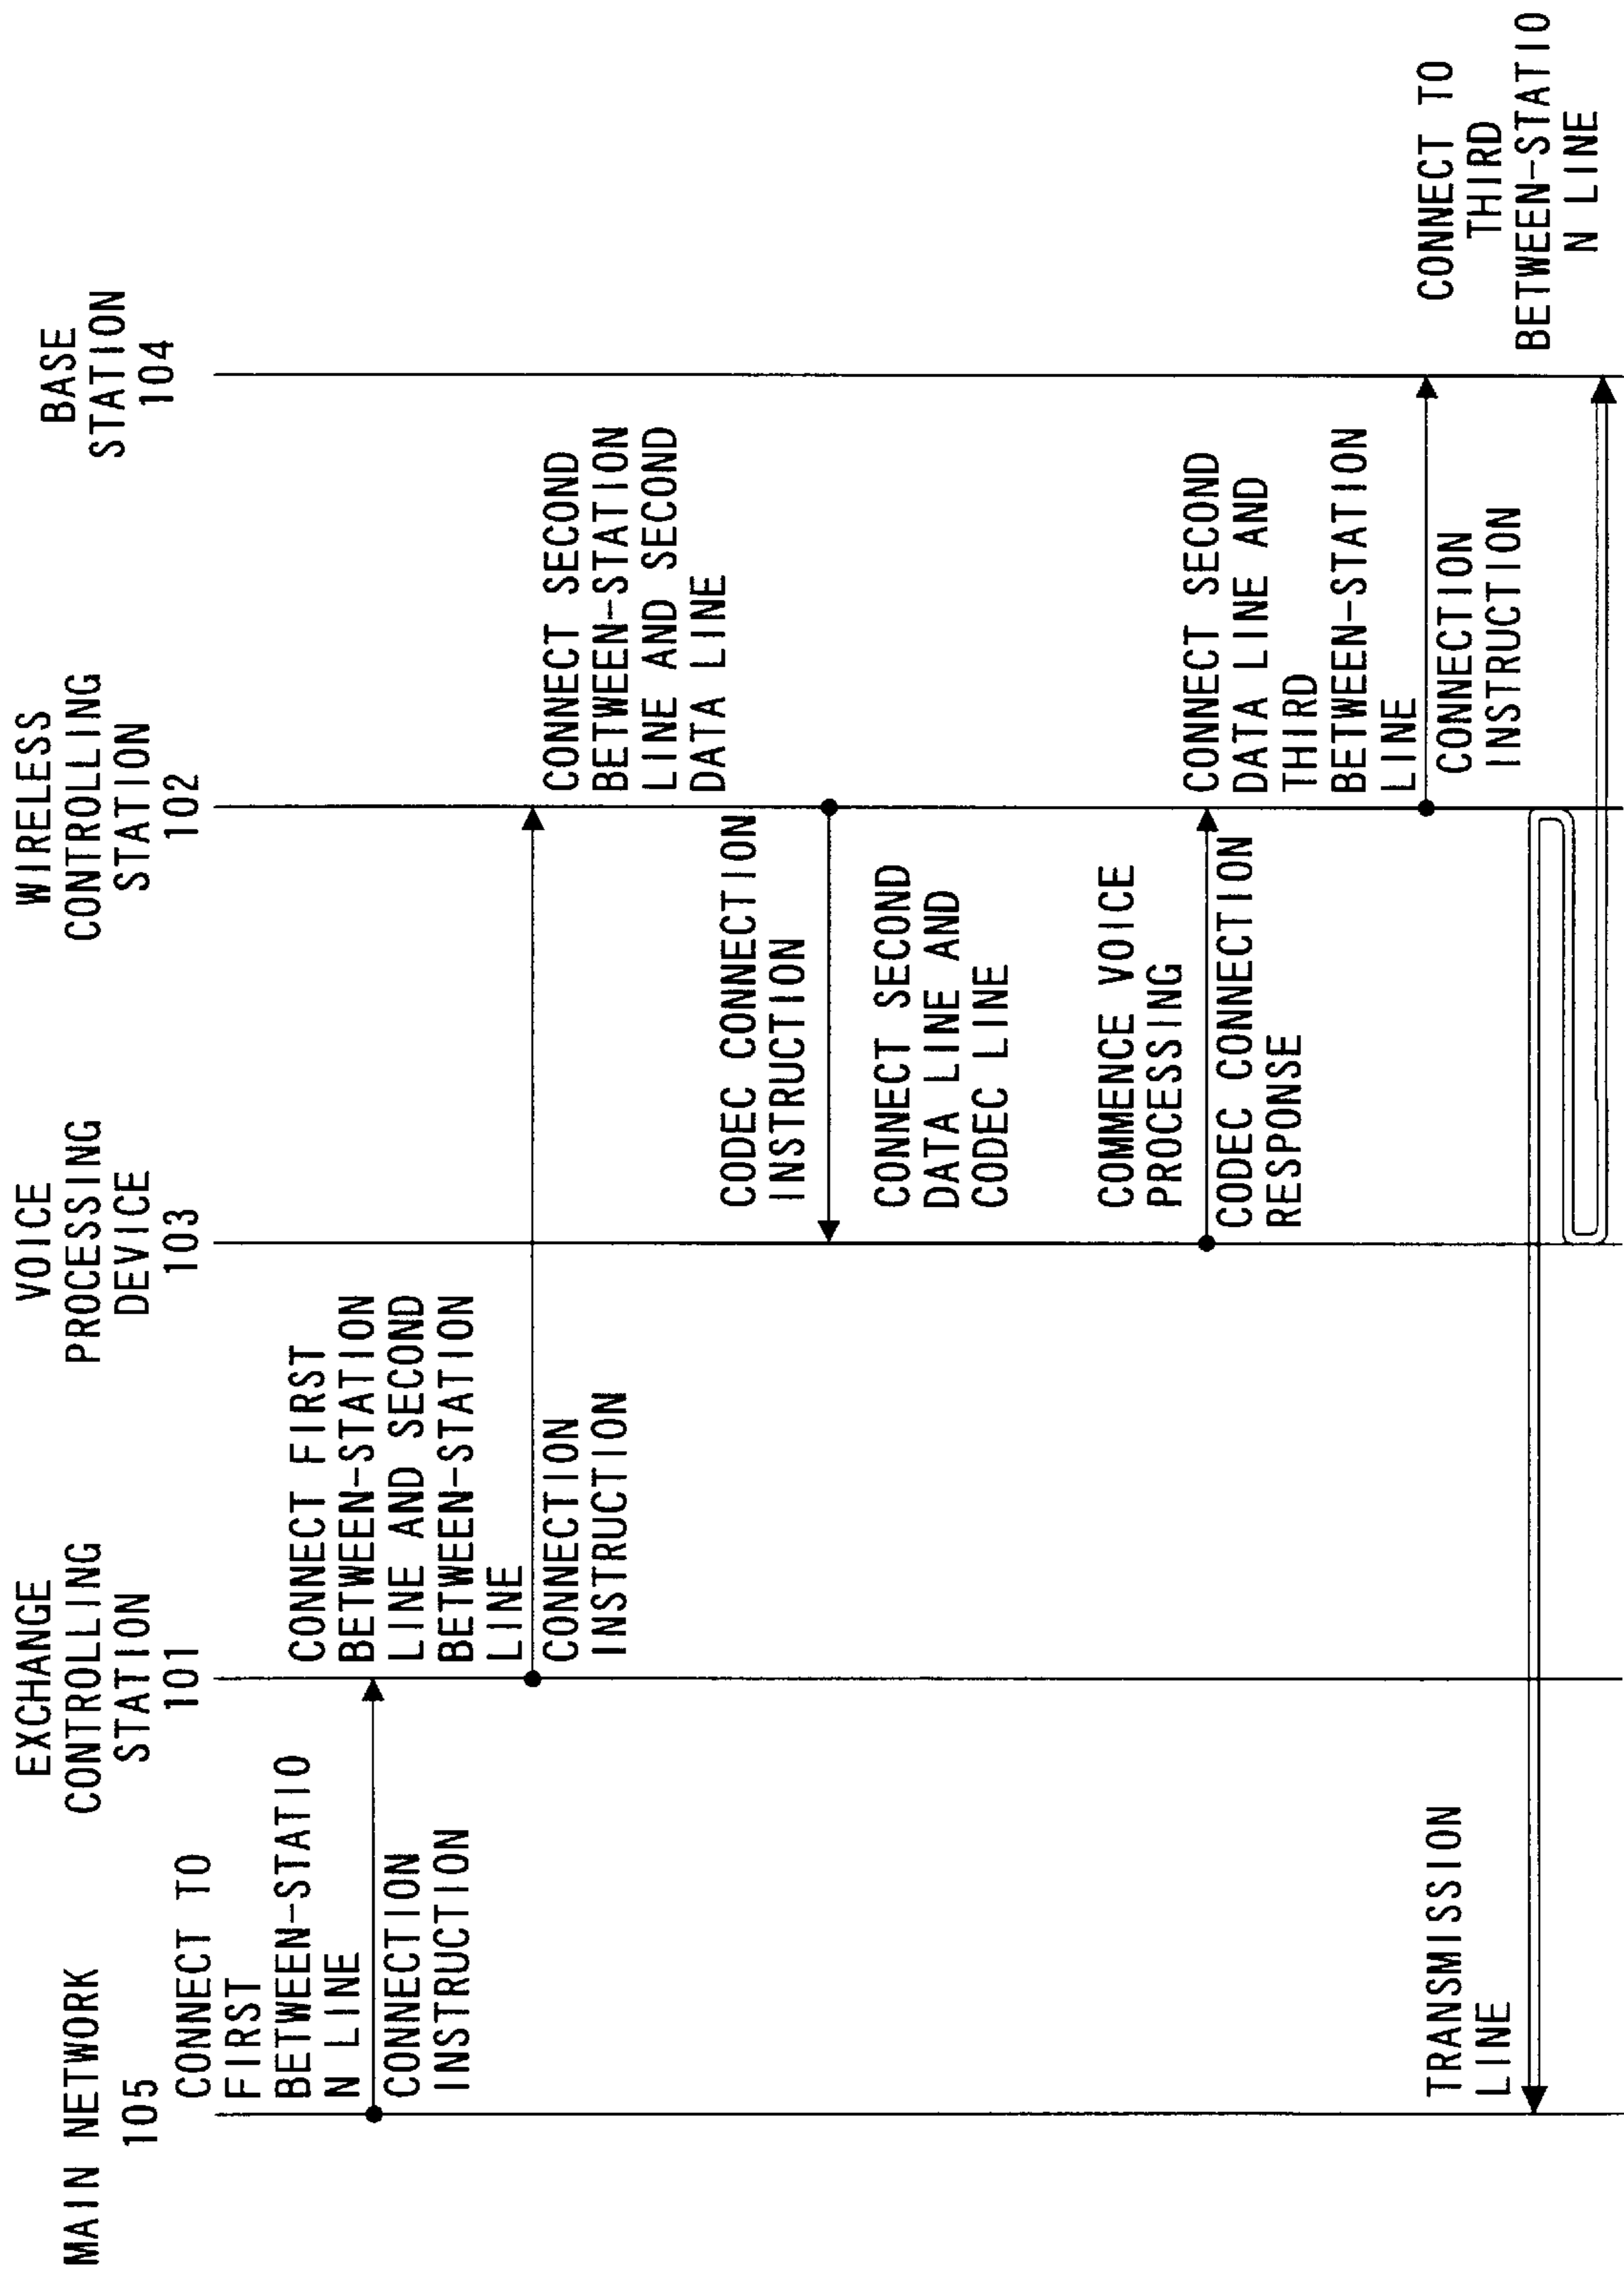 MAIN NETWORK
105
EXCHANGE
CONTROLLING
STATION
101
VOICE
PROCESSING
DEVICE
103
WIRELESS
CONTROLLING
STATION
102
BASE
STATION
104
CONNECT TO
FIRST
BETWEEN-STATIO
N LINE
CONNECTION
INSTRUCTION
CONNECT FIRST
BETWEEN-STATION
LINE AND SECOND
BETWEEN-STATION
LINE
CONNECTION
INSTRUCTION
CONNECT SECOND
BETWEEN-STATION
LINE AND SECOND
DATA LINE
CODEC CONNECTION
INSTRUCTION
CONNECT SECOND
DATA LINE AND
CODEC LINE
COMMENCE VOICE
PROCESSING
CODEC CONNECTION
RESPONSE
CONNECT SECOND
DATA LINE AND
THIRD
BETWEEN-STATION
LINE
CONNECTION
INSTRUCTION
CONNECT TO
THIRD
BETWEEN-STATIO
N LINE
TRANSMISSION
LINE